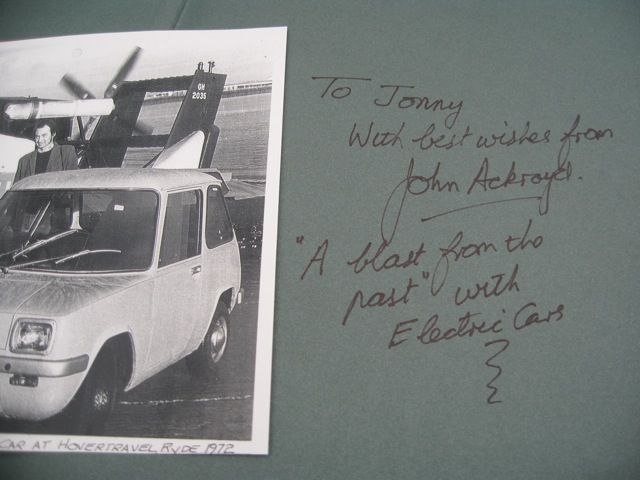 GH
2035
CAR AT HOVERTRAVEL, RYDE 1972
To Jonny
With best wishes from
John Ackroyd.
"A blast from the
past" with
Electric Cars